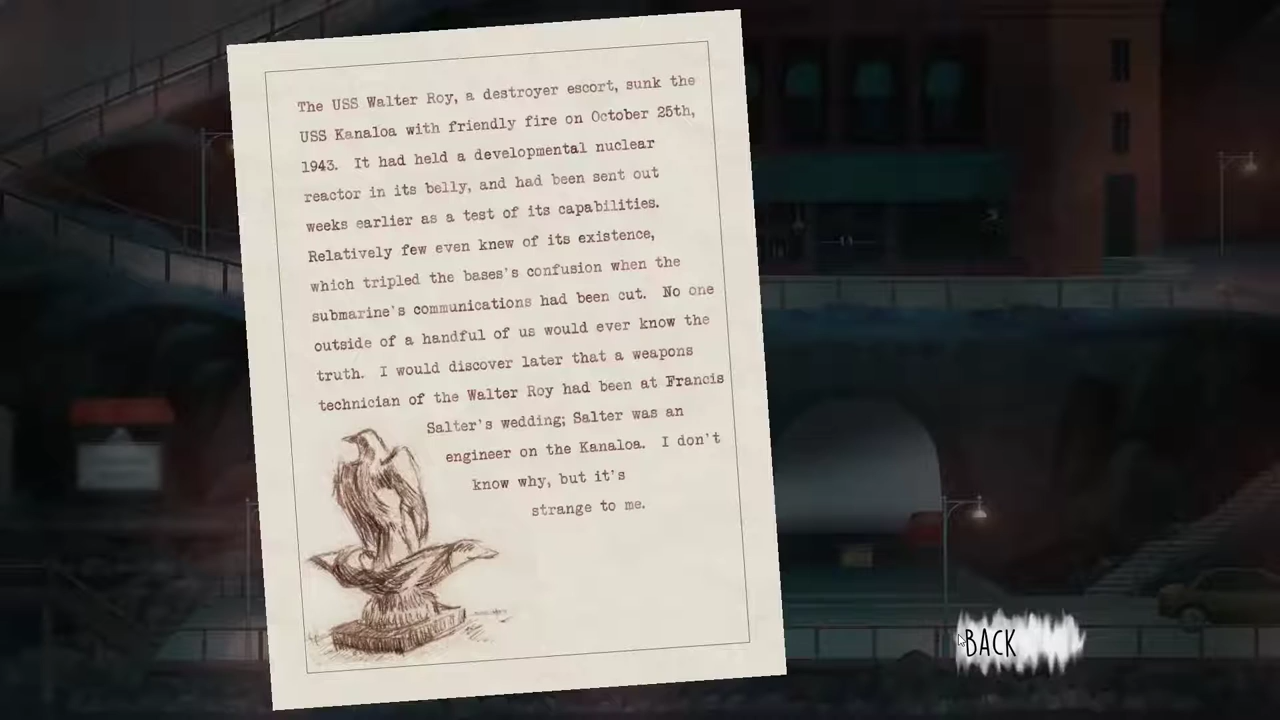 The USS Walter Roy, a destroyer escort, sunk the
USS Kanaloa with friendly fire on October 25th,
1943. It had held a developmental nuclear
reactor in its belly, and had been sent out
weeks earlier as a test of its capabilities.
Relatively few even knew of its existence,
which tripled the bases's confusion when the
submarine's communications had been cut. No one
outside of a handful of us would ever know the
truth. I would discover later that a weapons
technician of the Walter Roy had been at Francis
Salter's wedding; Salter was an
engineer on the Kanaloa. I don't
know why, but it's
strange to me.
BACK